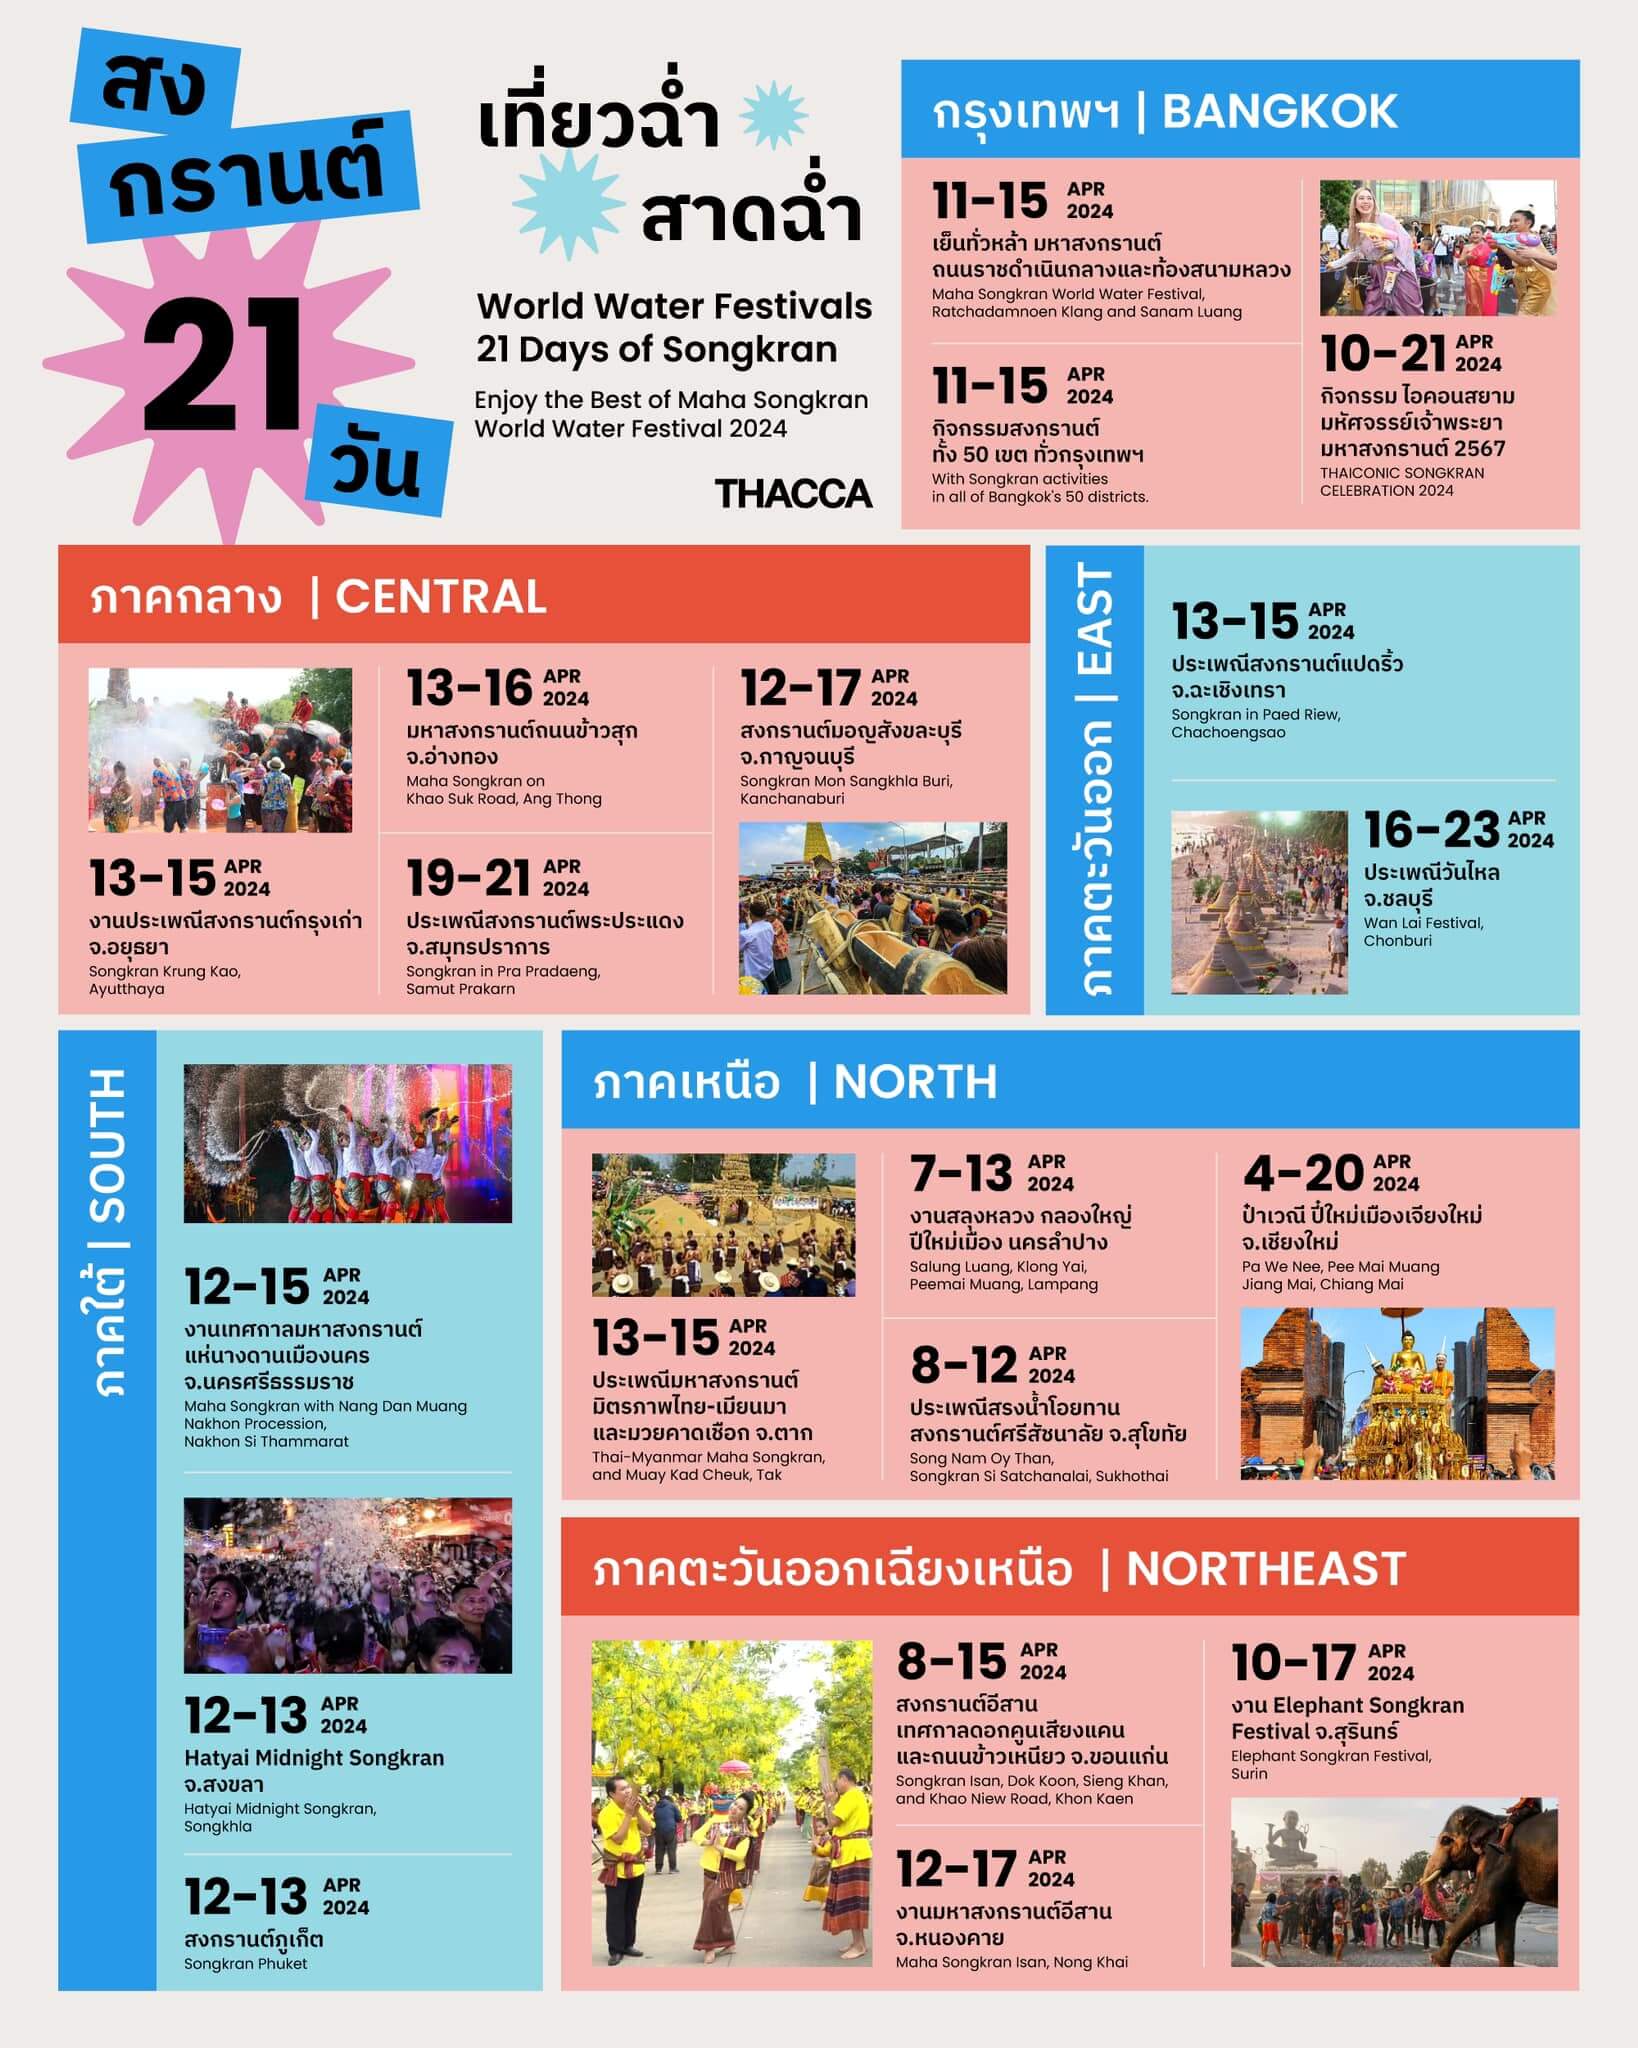 สง
กรานต์
21
วัน
เที่ยวฉ่ำ
สาดฉ่ำ
World Water Festivals
21 Days of Songkran
Enjoy the Best of Maha Songkran
World Water Festival 2024
THACCA
กรุงเทพฯ | BANGKOK
11-15 APR 2024
เย็นทั่วหล้า มหาสงกรานต์
ถนนราชดำเนินกลางและท้องสนามหลวง
Maha Songkran World Water Festival,
Ratchadamnoen Klang and Sanam Luang
11-15 APR 2024
กิจกรรมสงกรานต์
ทั้ง 50 เขต ทั่วกรุงเทพฯ
With Songkran activities
in all of Bangkok's 50 districts.
10-21 APR 2024
กิจกรรม ไอคอนสยาม
มหัศจรรย์เจ้าพระยา
มหาสงกรานต์ 2567
THAICONIC SONGKRAN
CELEBRATION 2024
ภาคกลาง | CENTRAL
13-15 APR 2024
งานประเพณีสงกรานต์กรุงเก่า
จ.อยุธยา
Songkran Krung Kao,
Ayutthaya
13-16 APR 2024
มหาสงกรานต์ถนนข้าวสุก
จ.อ่างทอง
Maha Songkran on
Khao Suk Road, Ang Thong
19-21 APR 2024
ประเพณีสงกรานต์พระประแดง
จ.สมุทรปราการ
Songkran in Pra Pradaeng,
Samut Prakarn
12-17 APR 2024
สงกรานต์มอญสังขละบุรี
จ.กาญจนบุรี
Songkran Mon Sangkhla Buri,
Kanchanaburi
ภาคตะวันออก | EAST
13-15 APR 2024
ประเพณีสงกรานต์แปดริ้ว
จ.ฉะเชิงเทรา
Songkran in Paed Riew,
Chachoengsao
16-23 APR 2024
ประเพณีวันไหล
จ.ชลบุรี
Wan Lai Festival,
Chonburi
ภาคใต้ | SOUTH
12-15 APR 2024
งานเทศกาลมหาสงกรานต์
แห่นางดานเมืองนคร
จ.นครศรีธรรมราช
Maha Songkran with Nang Dan Muang
Nakhon Procession,
Nakhon Si Thammarat
12-13 APR 2024
Hatyai Midnight Songkran
จ.สงขลา
Hatyai Midnight Songkran,
Songkhla
12-13 APR 2024
สงกรานต์ภูเก็ต
Songkran Phuket
ภาคเหนือ | NORTH
13-15 APR 2024
ประเพณีมหาสงกรานต์
มิตรภาพไทย-เมียนมา
และมวยคาดเชือก จ.ตาก
Thai-Myanmar Maha Songkran,
and Muay Kad Cheuk, Tak
7-13 APR 2024
งานสลุงหลวง กลองใหญ่
ปีใหม่เมือง นครลำปาง
Salung Luang, Klong Yai,
Peemai Muang, Lampang
8-12 APR 2024
ประเพณีสรงน้ำโอยทาน
สงกรานต์ศรีสัชนาลัย จ.สุโขทัย
Song Nam Oy Than,
Songkran Si Satchanalai, Sukhothai
4-20 APR 2024
ป๋าเวณี ปี๋ใหม่เมืองเจียงใหม่
จ.เชียงใหม่
Pa We Nee, Pee Mai Muang
Jiang Mai, Chiang Mai
ภาคตะวันออกเฉียงเหนือ | NORTHEAST
8-15 APR 2024
สงกรานต์อีสาน
เทศกาลดอกคูนเสียงแคน
และถนนข้าวเหนียว จ.ขอนแก่น
Songkran Isan, Dok Koon, Sieng Khan,
and Khao Niew Road, Khon Kaen
12-17 APR 2024
งานมหาสงกรานต์อีสาน
จ.หนองคาย
Maha Songkran Isan, Nong Khai
10-17 APR 2024
งาน Elephant Songkran
Festival จ.สุรินทร์
Elephant Songkran Festival,
Surin